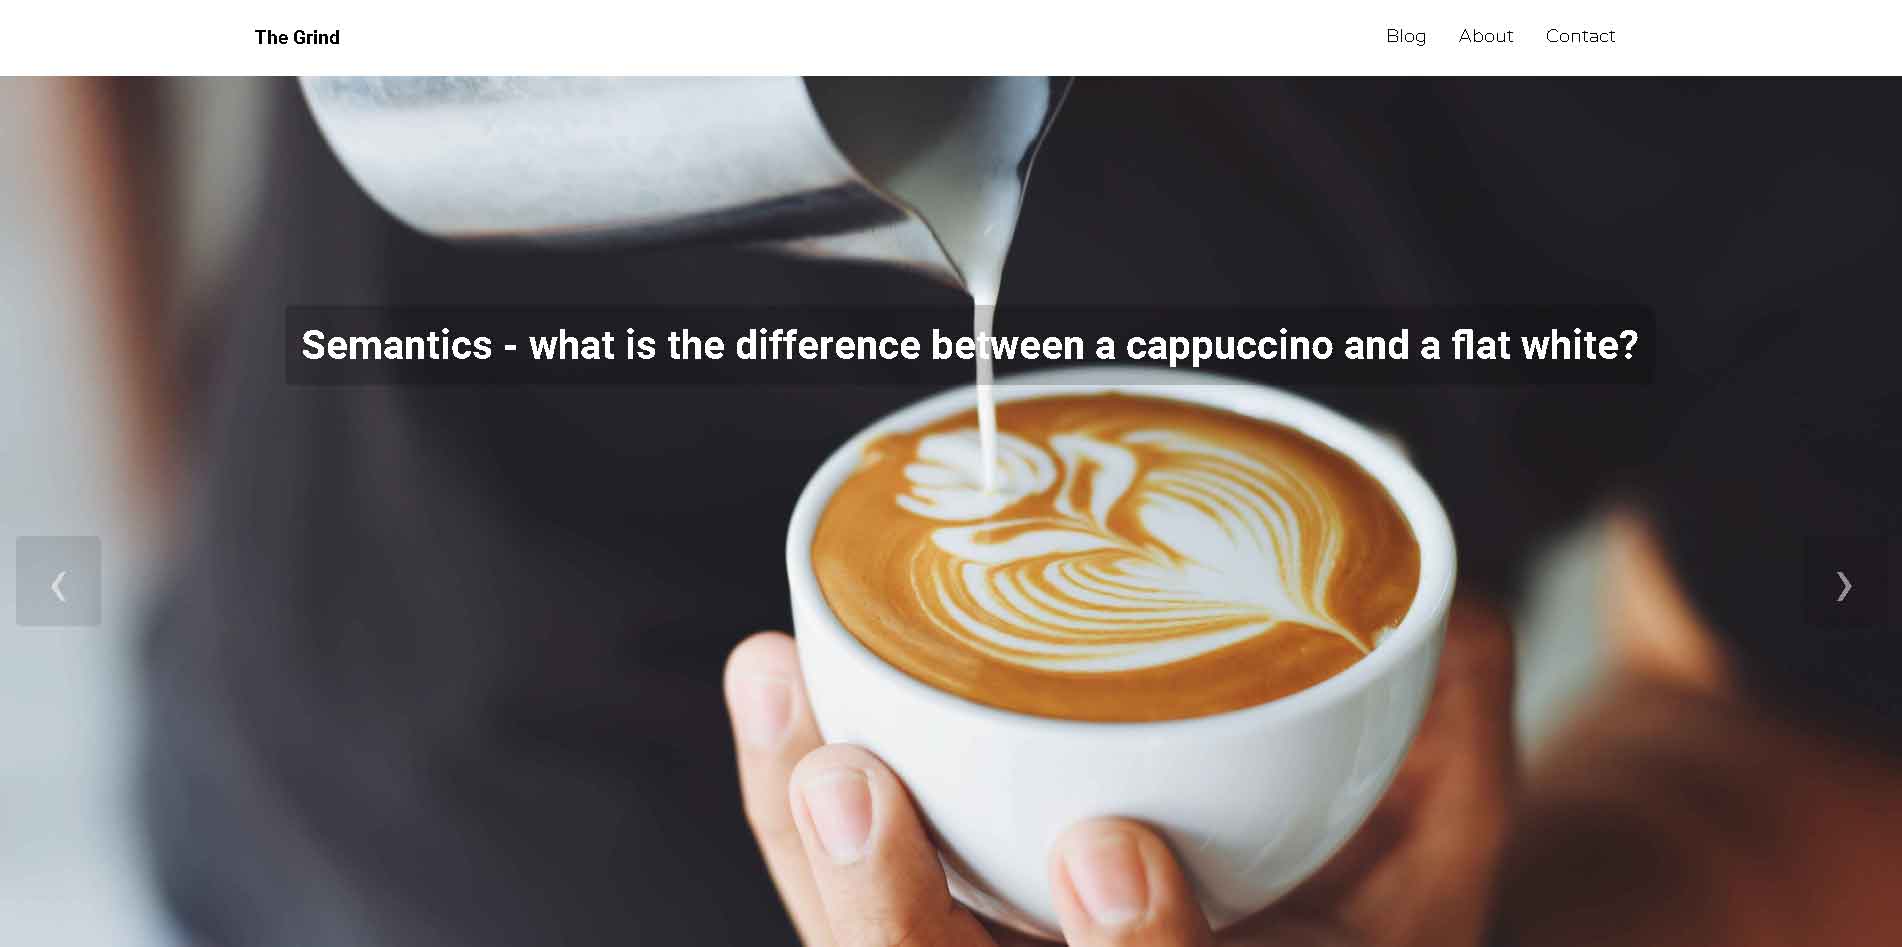 The Grind
Blog About Contact
Semantics - what is the difference between a cappuccino and a flat white?